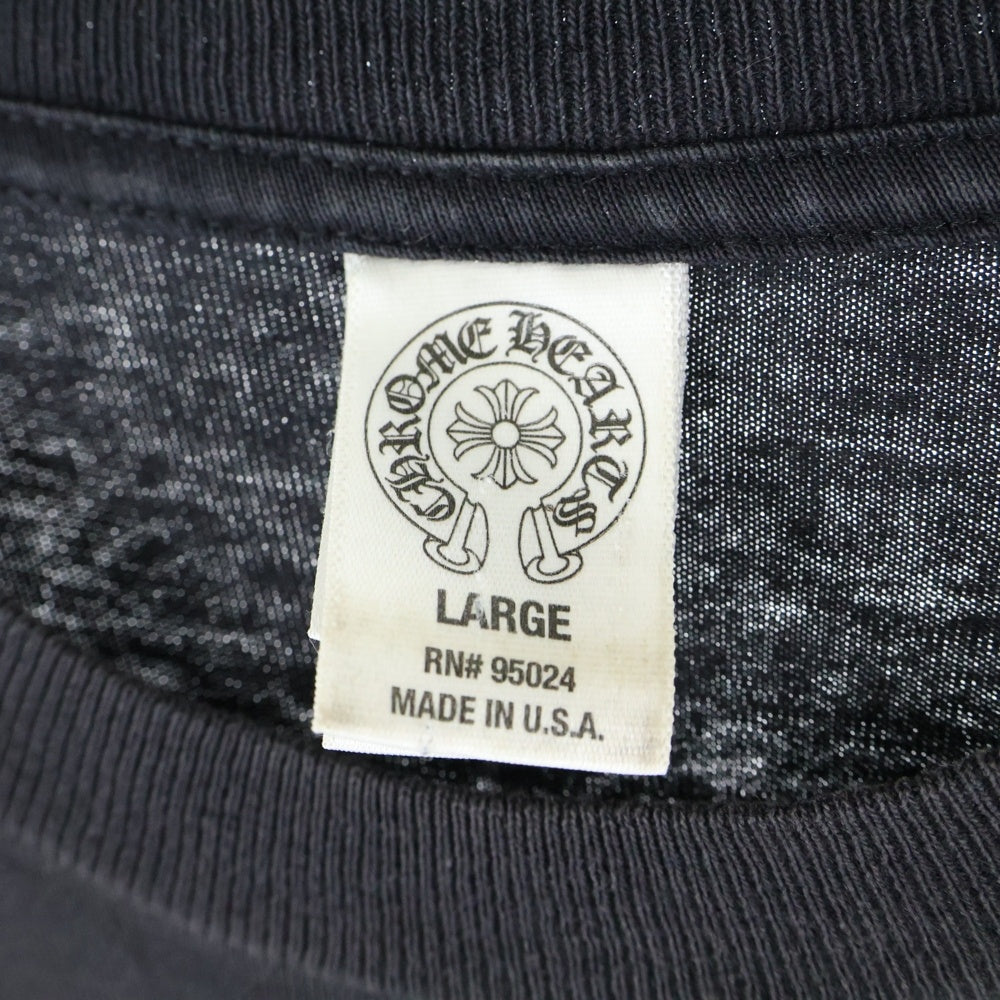 CHROME HEARTS
LARGE
RN# 95024
MADE IN U.S.A.